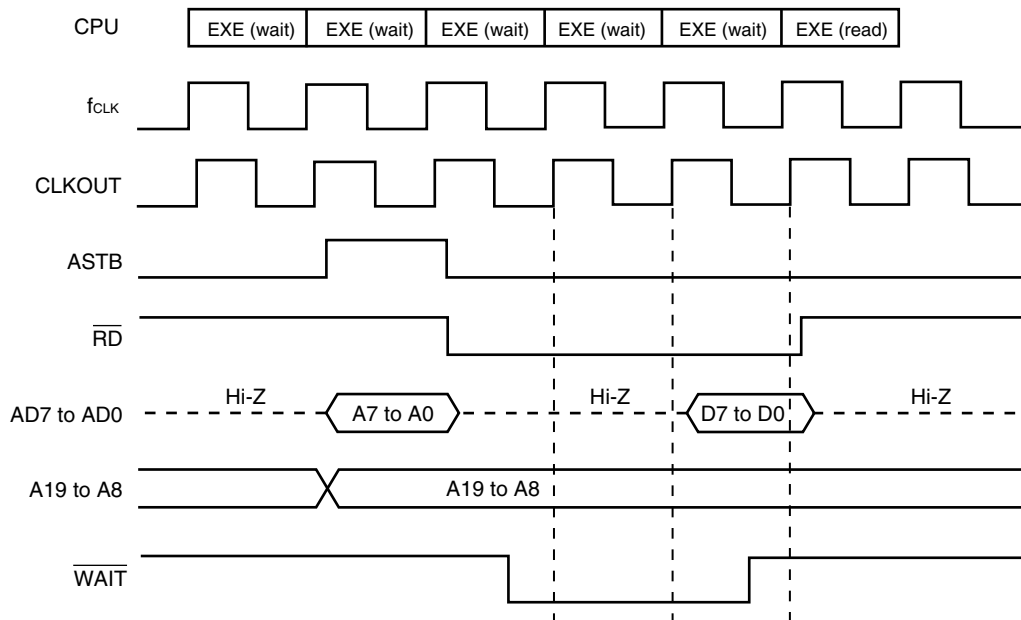 CPU EXE (wait) EXE (wait) EXE (wait) EXE (wait) EXE (wait) EXE (read)
fCLK
CLKOUT
ASTB
RD
AD7 to AD0 Hi-Z A7 to A0 Hi-Z D7 to D0 Hi-Z
A19 to A8 A19 to A8
WAIT